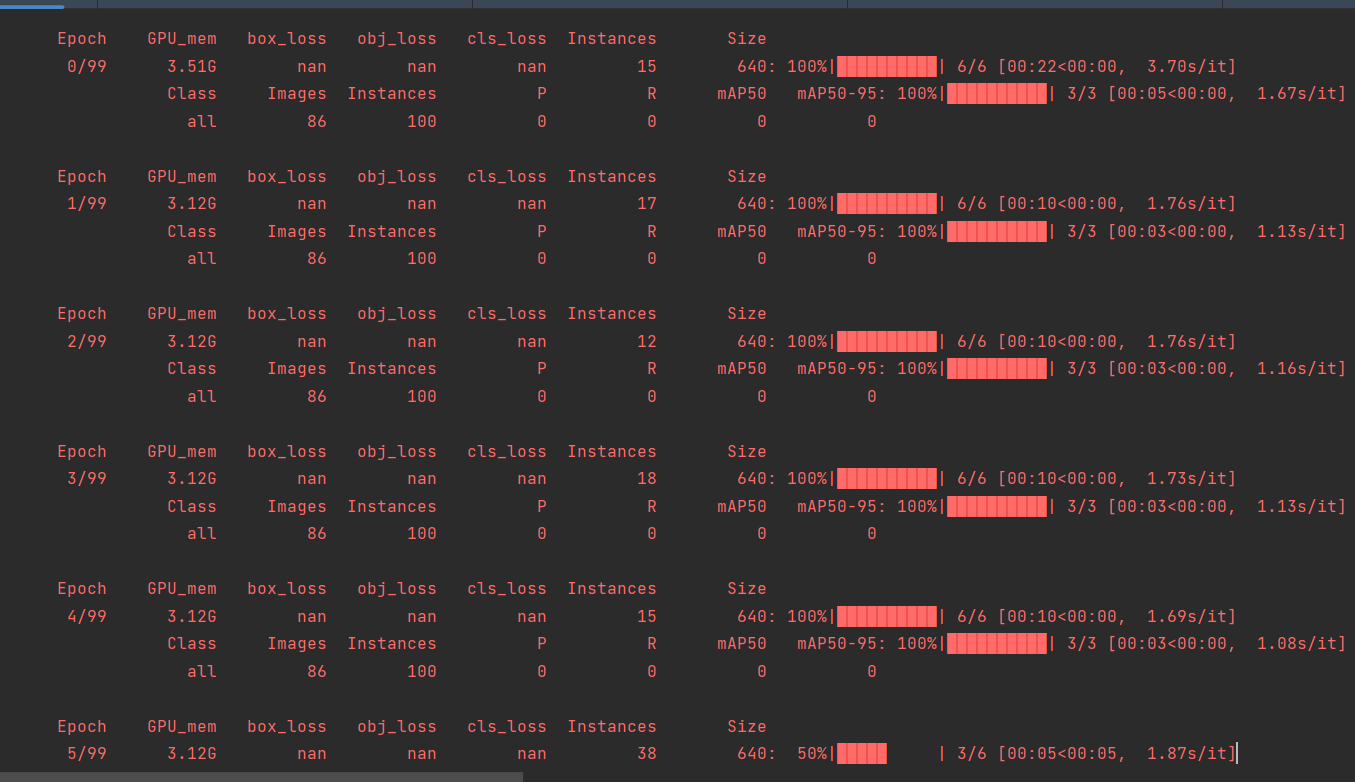 Epoch GPU_mem box_loss obj_loss cls_loss Instances Size
0/99 3.51G nan nan nan 15 640: 100%|██████████| 6/6 [00:22<00:00, 3.70s/it]
Class Images Instances P R mAP50 mAP50-95: 100%|██████████| 3/3 [00:05<00:00, 1.67s/it]
all 86 100 0 0 0 0
Epoch GPU_mem box_loss obj_loss cls_loss Instances Size
1/99 3.12G nan nan nan 17 640: 100%|██████████| 6/6 [00:10<00:00, 1.76s/it]
Class Images Instances P R mAP50 mAP50-95: 100%|██████████| 3/3 [00:03<00:00, 1.13s/it]
all 86 100 0 0 0 0
Epoch GPU_mem box_loss obj_loss cls_loss Instances Size
2/99 3.12G nan nan nan 12 640: 100%|██████████| 6/6 [00:10<00:00, 1.76s/it]
Class Images Instances P R mAP50 mAP50-95: 100%|██████████| 3/3 [00:03<00:00, 1.16s/it]
all 86 100 0 0 0 0
Epoch GPU_mem box_loss obj_loss cls_loss Instances Size
3/99 3.12G nan nan nan 18 640: 100%|██████████| 6/6 [00:10<00:00, 1.73s/it]
Class Images Instances P R mAP50 mAP50-95: 100%|██████████| 3/3 [00:03<00:00, 1.13s/it]
all 86 100 0 0 0 0
Epoch GPU_mem box_loss obj_loss cls_loss Instances Size
4/99 3.12G nan nan nan 15 640: 100%|██████████| 6/6 [00:10<00:00, 1.69s/it]
Class Images Instances P R mAP50 mAP50-95: 100%|██████████| 3/3 [00:03<00:00, 1.08s/it]
all 86 100 0 0 0 0
Epoch GPU_mem box_loss obj_loss cls_loss Instances Size
5/99 3.12G nan nan nan 38 640: 50%|█████     | 3/6 [00:05<00:05, 1.87s/it]